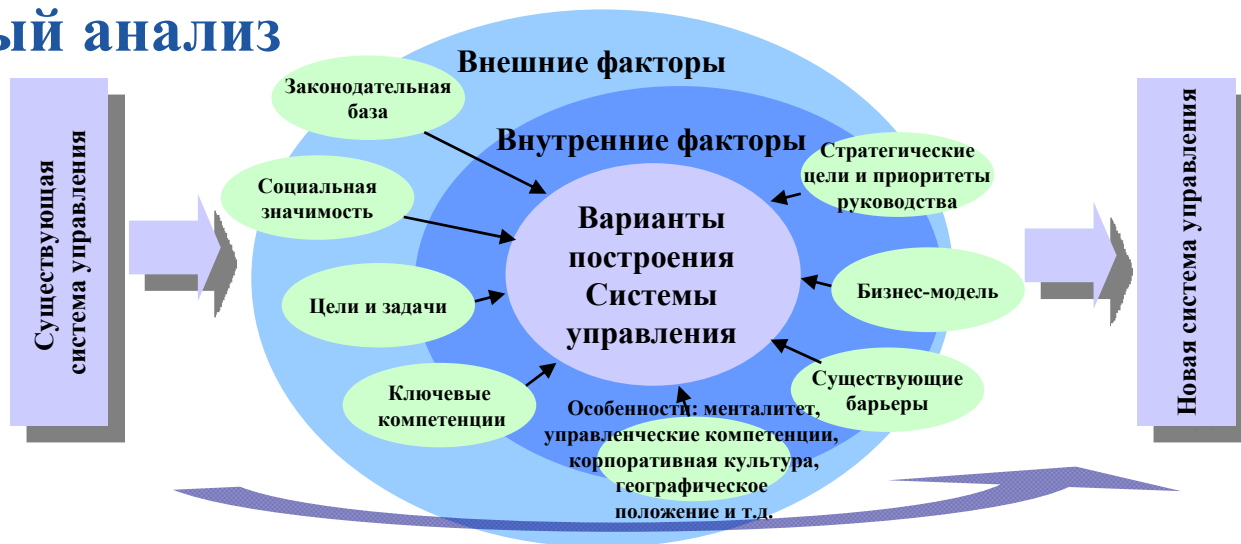 ый анализ
Внешние факторы
Законодательная
база
Внутренние факторы
Стратегические
цели и приоритеты
руководства
Социальная
значимость
Существующая
система управления
Варианты
построения
Системы
управления
Новая система управления
Цели и задачи
Бизнес-модель
Ключевые
компетенции
Существующие
барьеры
Особенности: менталитет,
управленческие компетенции,
корпоративная культура,
географическое
положение и т.д.